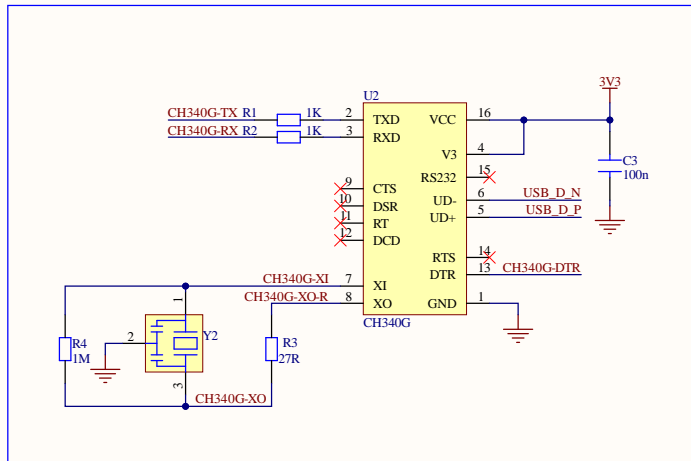 U2
3V3
CH340G-TX R1 1K 2 TXD VCC 16
CH340G-RX R2 1K 3 RXD
V3 4
C3
100n
RS232 15
9 CTS
UD- 6 USB_D_N
10 DSR
UD+ 5 USB_D_P
11 RT
12 DCD
RTS 14
DTR 13 CH340G-DTR
CH340G-XI 7 XI
CH340G-XO-R 8 XO GND 1
CH340G
1
R4
1M
2
Y2
R3
27R
3
CH340G-XO